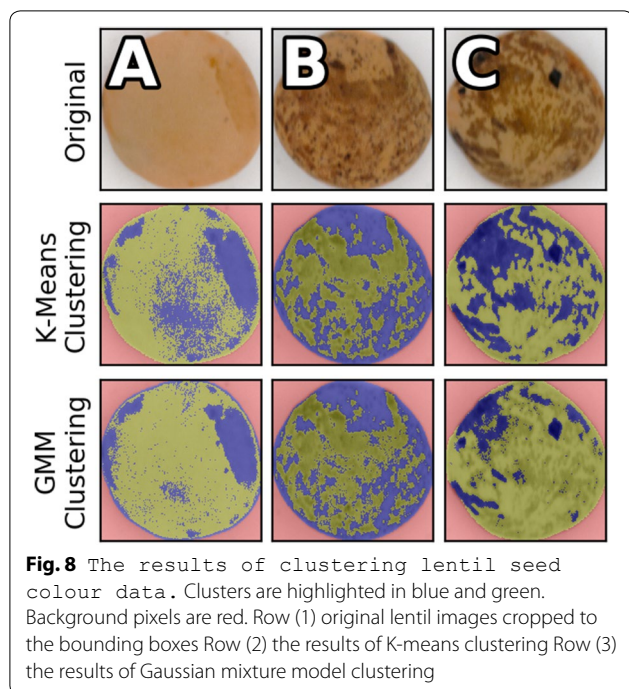 A B C
Original
K-Means
Clustering
GMM
Clustering
Fig. 8 The results of clustering lentil seed
colour data. Clusters are highlighted in blue and green.
Background pixels are red. Row (1) original lentil images cropped to
the bounding boxes Row (2) the results of K-means clustering Row (3)
the results of Gaussian mixture model clustering